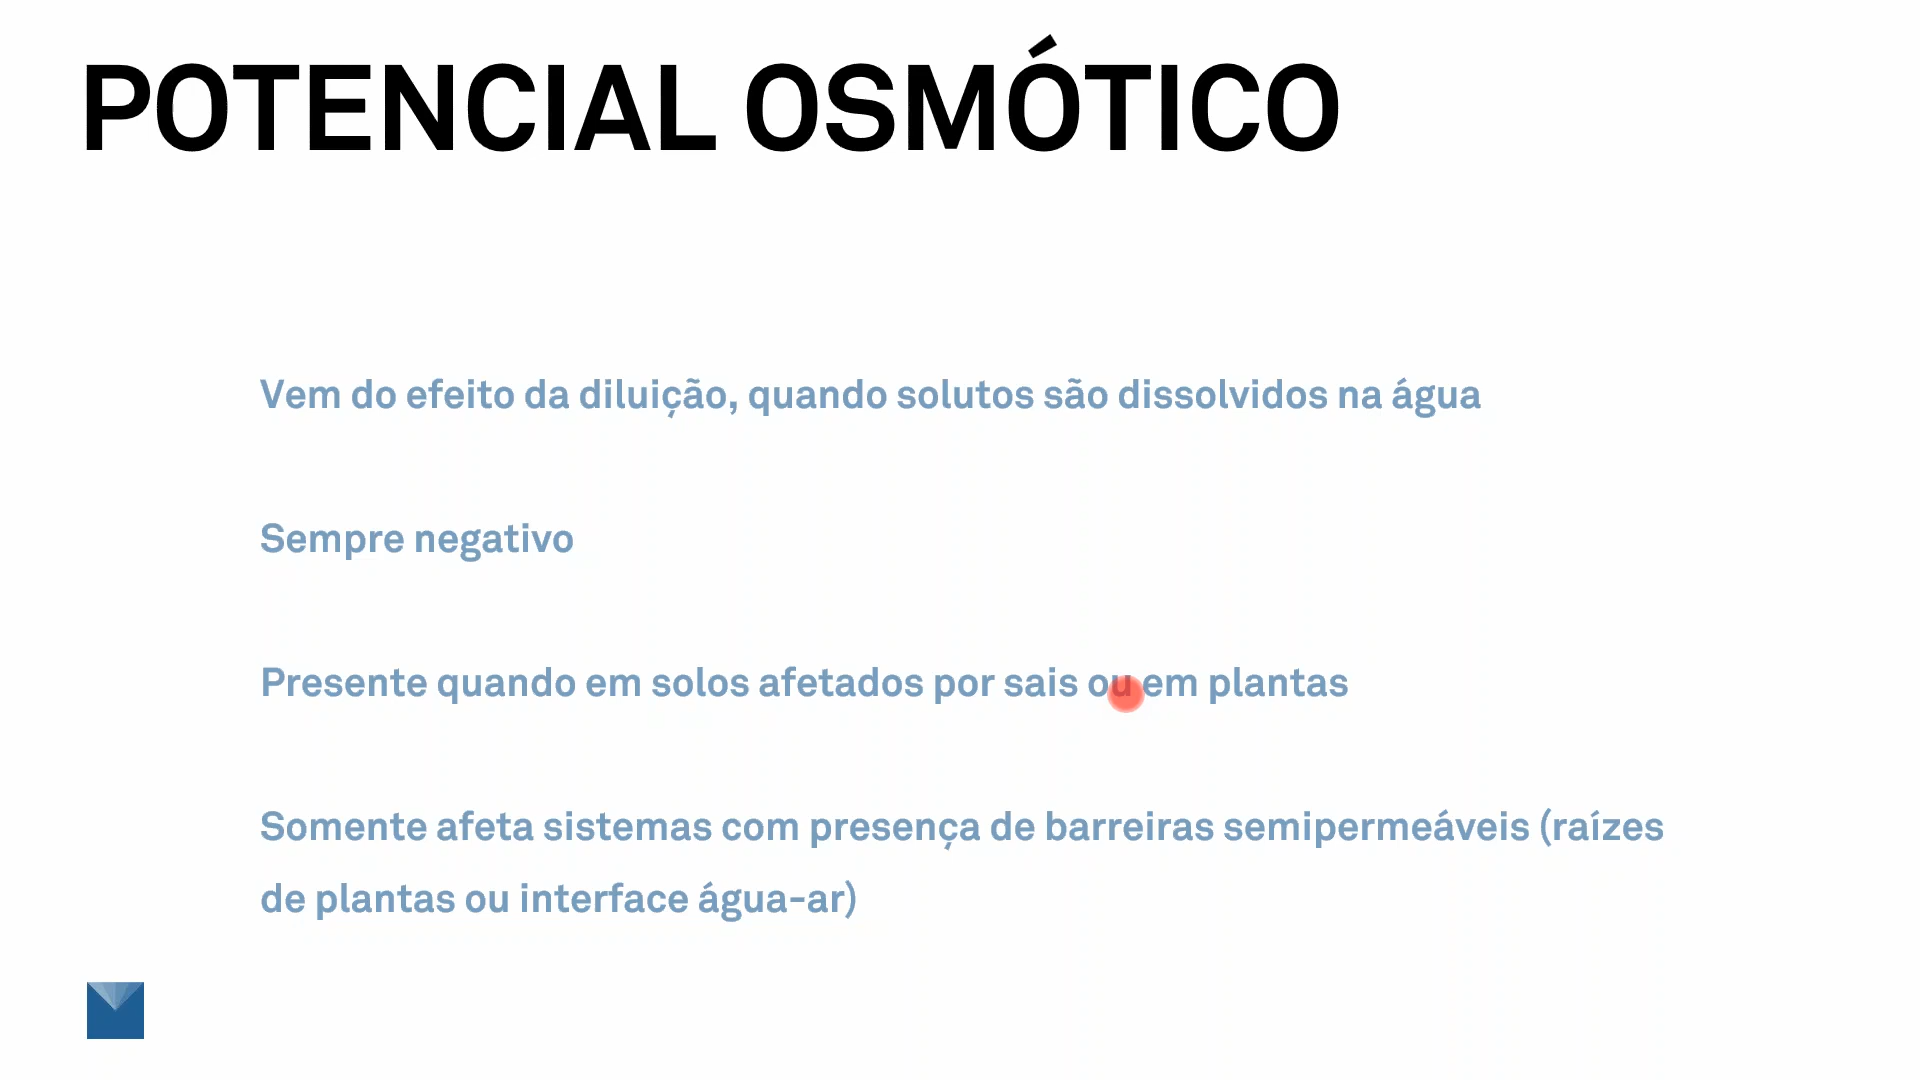 POTENCIAL OSMÓTICO
Vem do efeito da diluição, quando solutos são dissolvidos na água
Sempre negativo
Presente quando em solos afetados por sais ou em plantas
Somente afeta sistemas com presença de barreiras semipermeáveis (raízes
de plantas ou interface água-ar)